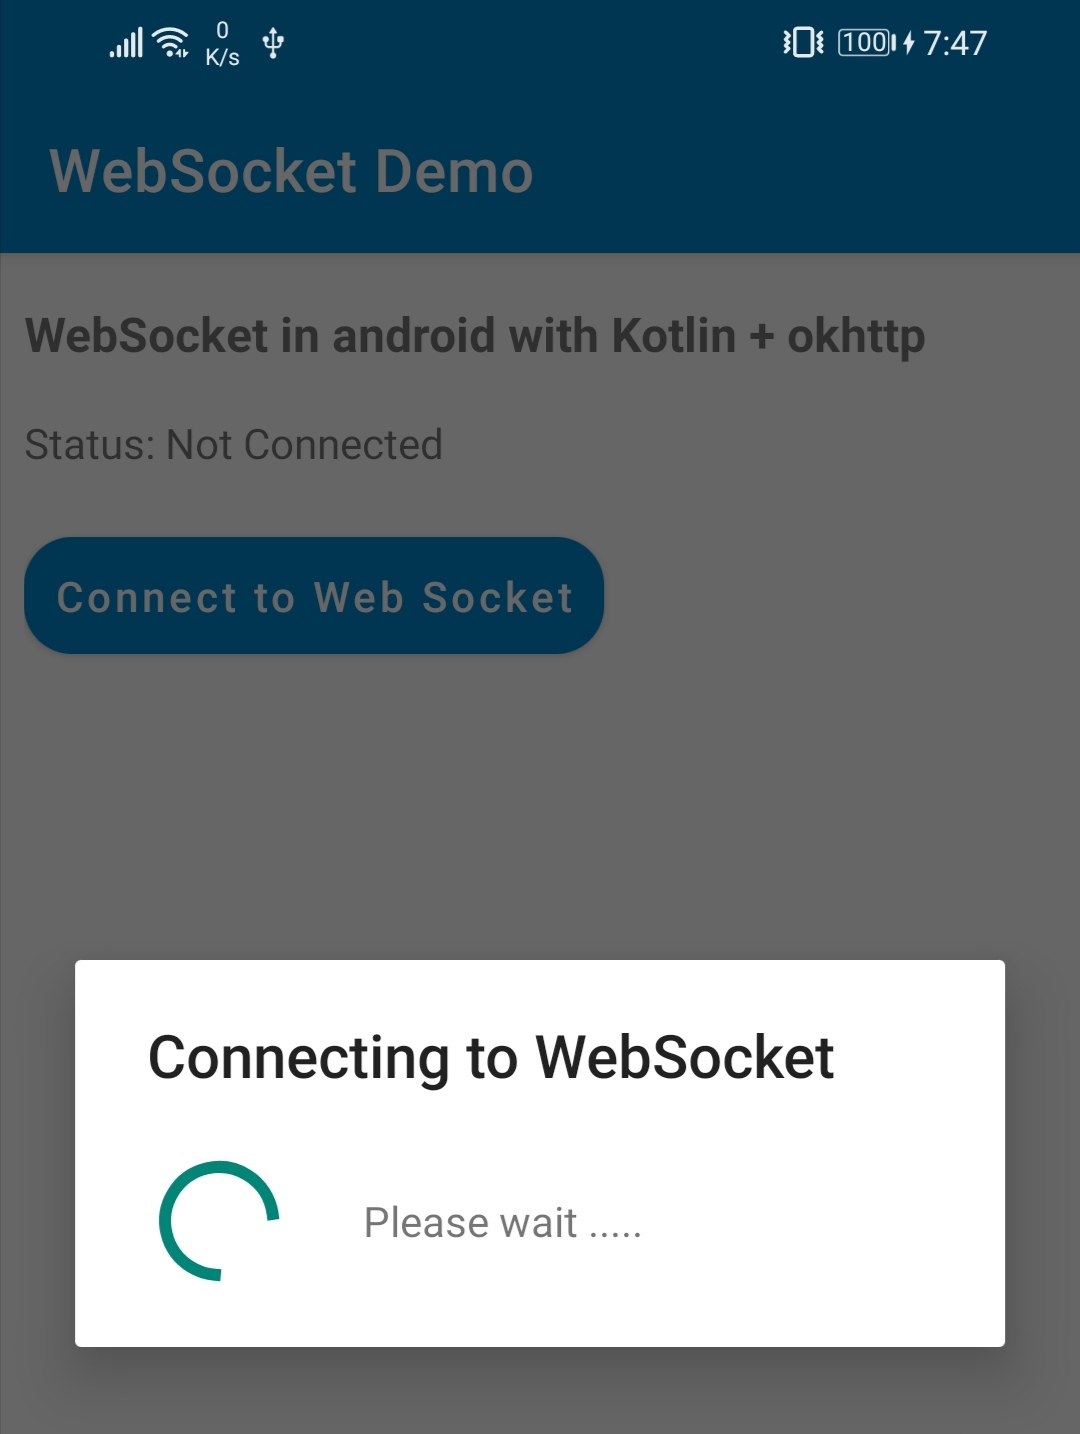 0
K/s
100
7:47
WebSocket Demo
WebSocket in android with Kotlin + okhttp
Status: Not Connected
Connect to Web Socket
Connecting to WebSocket
Please wait .....